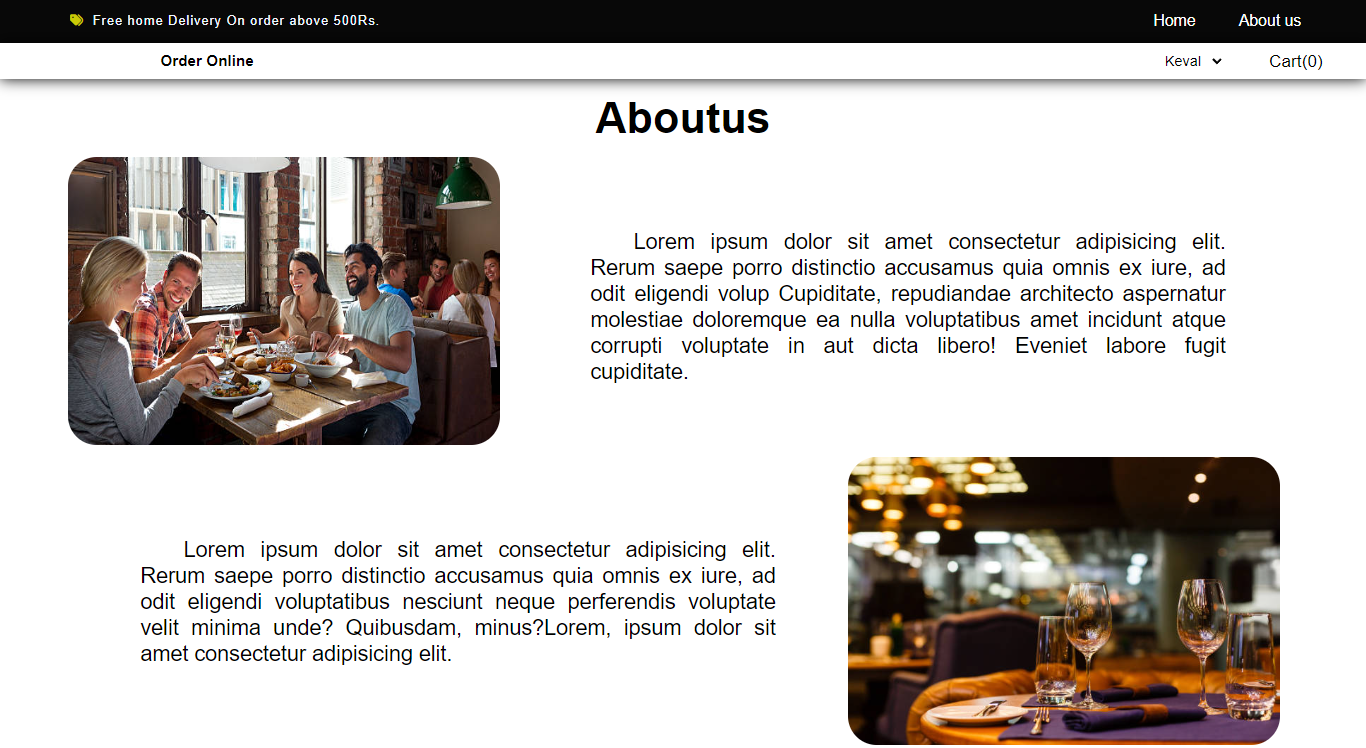 Free home Delivery On order above 500Rs.
Home
About us
Order Online
Keval
Cart(0)
Aboutus
Lorem ipsum dolor sit amet consectetur adipisicing elit.
Rerum saepe porro distinctio accusamus quia omnis ex iure, ad
odit eligendi volup Cupiditate, repudiandae architecto aspernatur
molestiae doloremque ea nulla voluptatibus amet incidunt atque
corrupti voluptate in aut dicta libero! Eveniet labore fugit
cupiditate.
Lorem ipsum dolor sit amet consectetur adipisicing elit.
Rerum saepe porro distinctio accusamus quia omnis ex iure, ad
odit eligendi voluptatibus nesciunt neque perferendis voluptate
velit minima unde? Quibusdam, minus?Lorem, ipsum dolor sit
amet consectetur adipisicing elit.